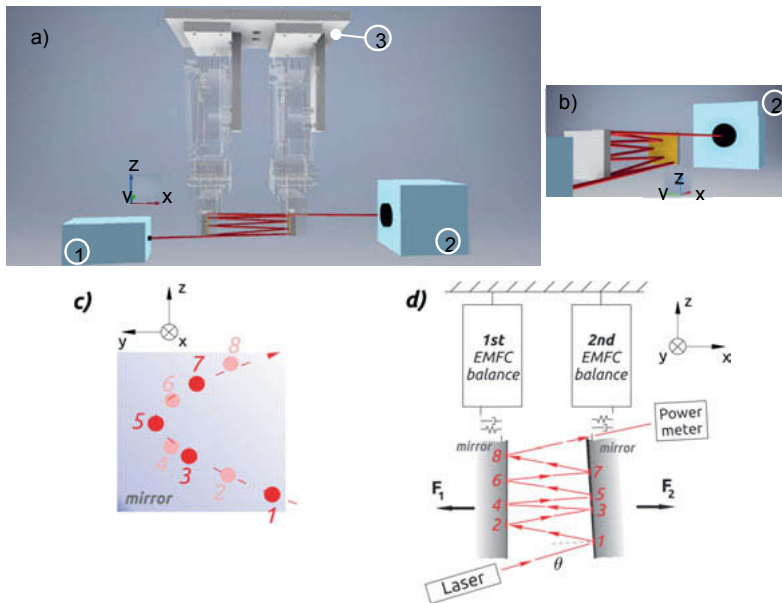 a)
3
z
y
x
1
2
b)
2
z
y
x
c)
z
y
x
8
7
6
5
4
3
2
1
mirror
d)
1st
EMFC
balance
2nd
EMFC
balance
z
y
x
Power
meter
mirror
mirror
8
7
6
5
4
3
2
1
F1
F2
θ
Laser